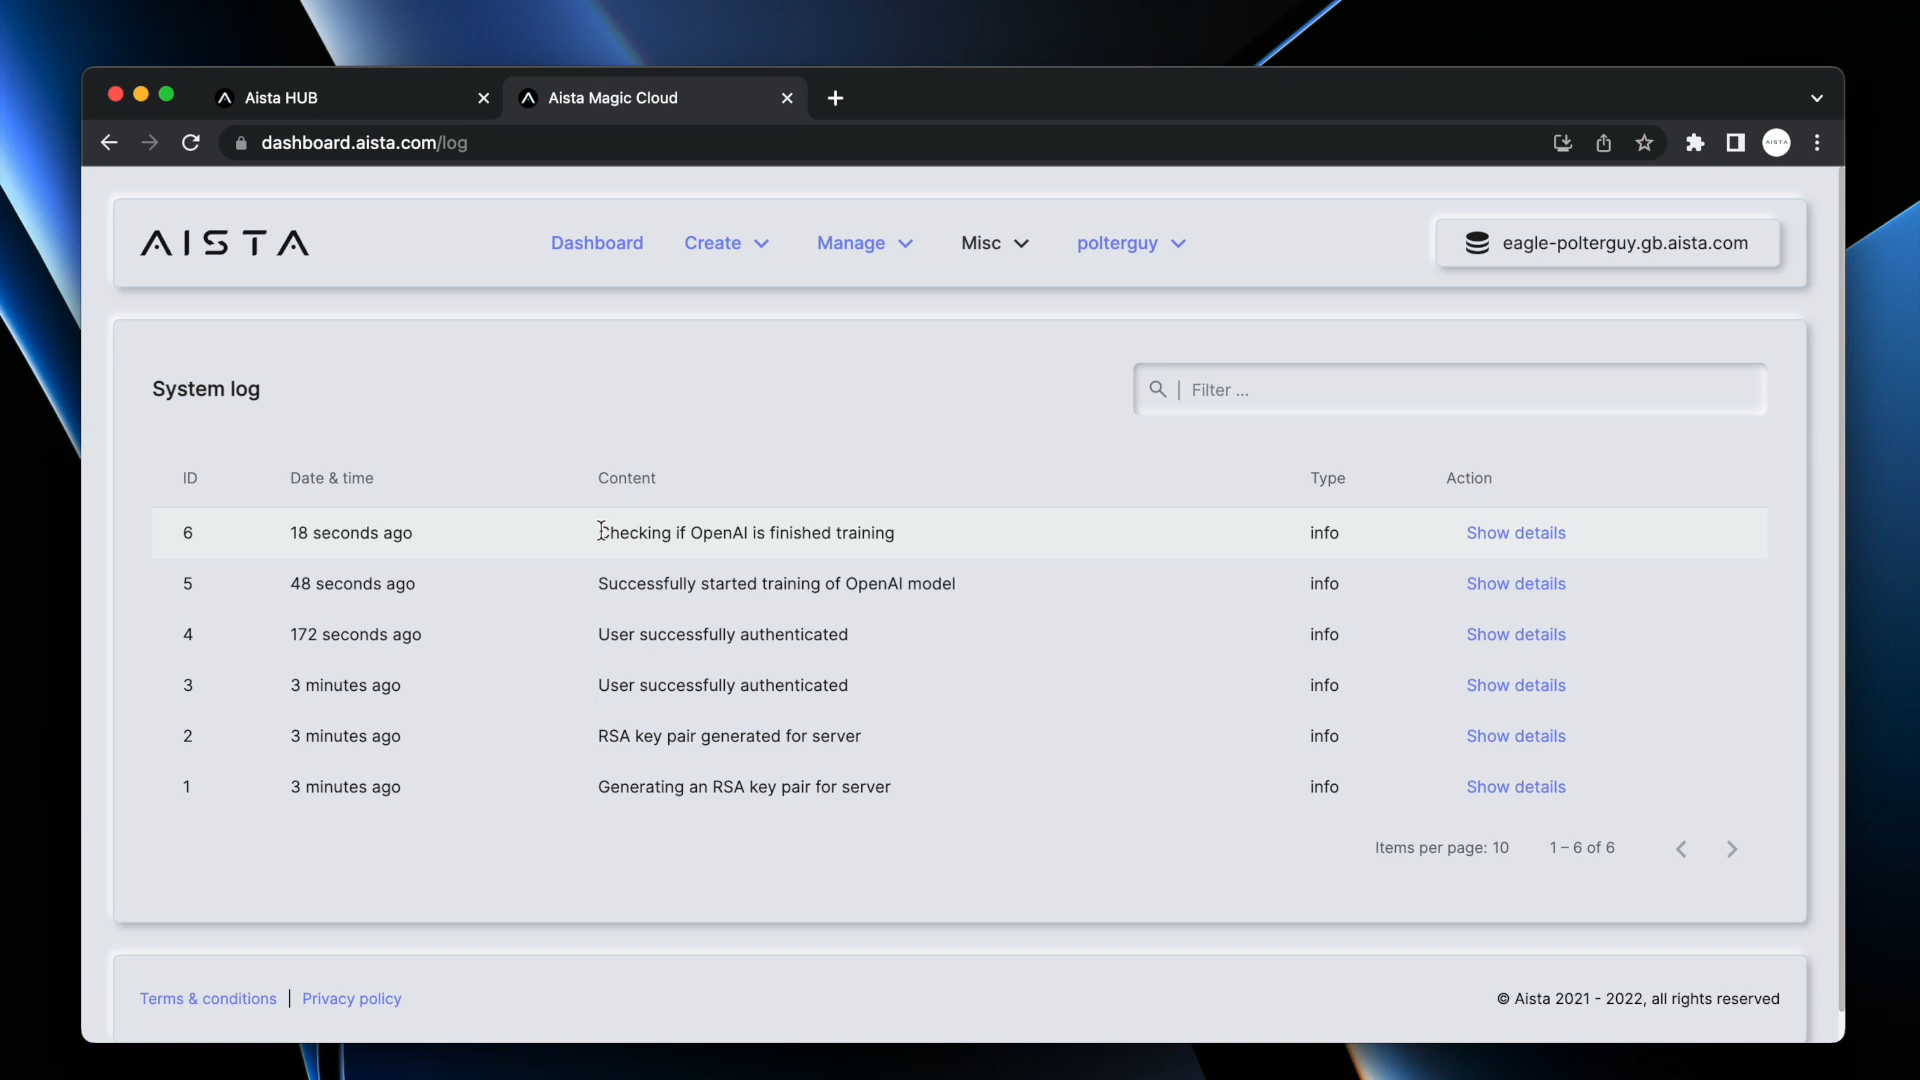 Aista HUB
Aista Magic Cloud
dashboard.aista.com/log
AISTA
AISTA
Dashboard
Create
Manage
Misc
polterguy
eagle-polterguy.gb.aista.com
System log
Filter ...
ID Date & time Content Type Action
6 18 seconds ago Checking if OpenAI is finished training info Show details
5 48 seconds ago Successfully started training of OpenAI model info Show details
4 172 seconds ago User successfully authenticated info Show details
3 3 minutes ago User successfully authenticated info Show details
2 3 minutes ago RSA key pair generated for server info Show details
1 3 minutes ago Generating an RSA key pair for server info Show details
Items per page: 10 1 – 6 of 6
Terms & conditions | Privacy policy
© Aista 2021 - 2022, all rights reserved